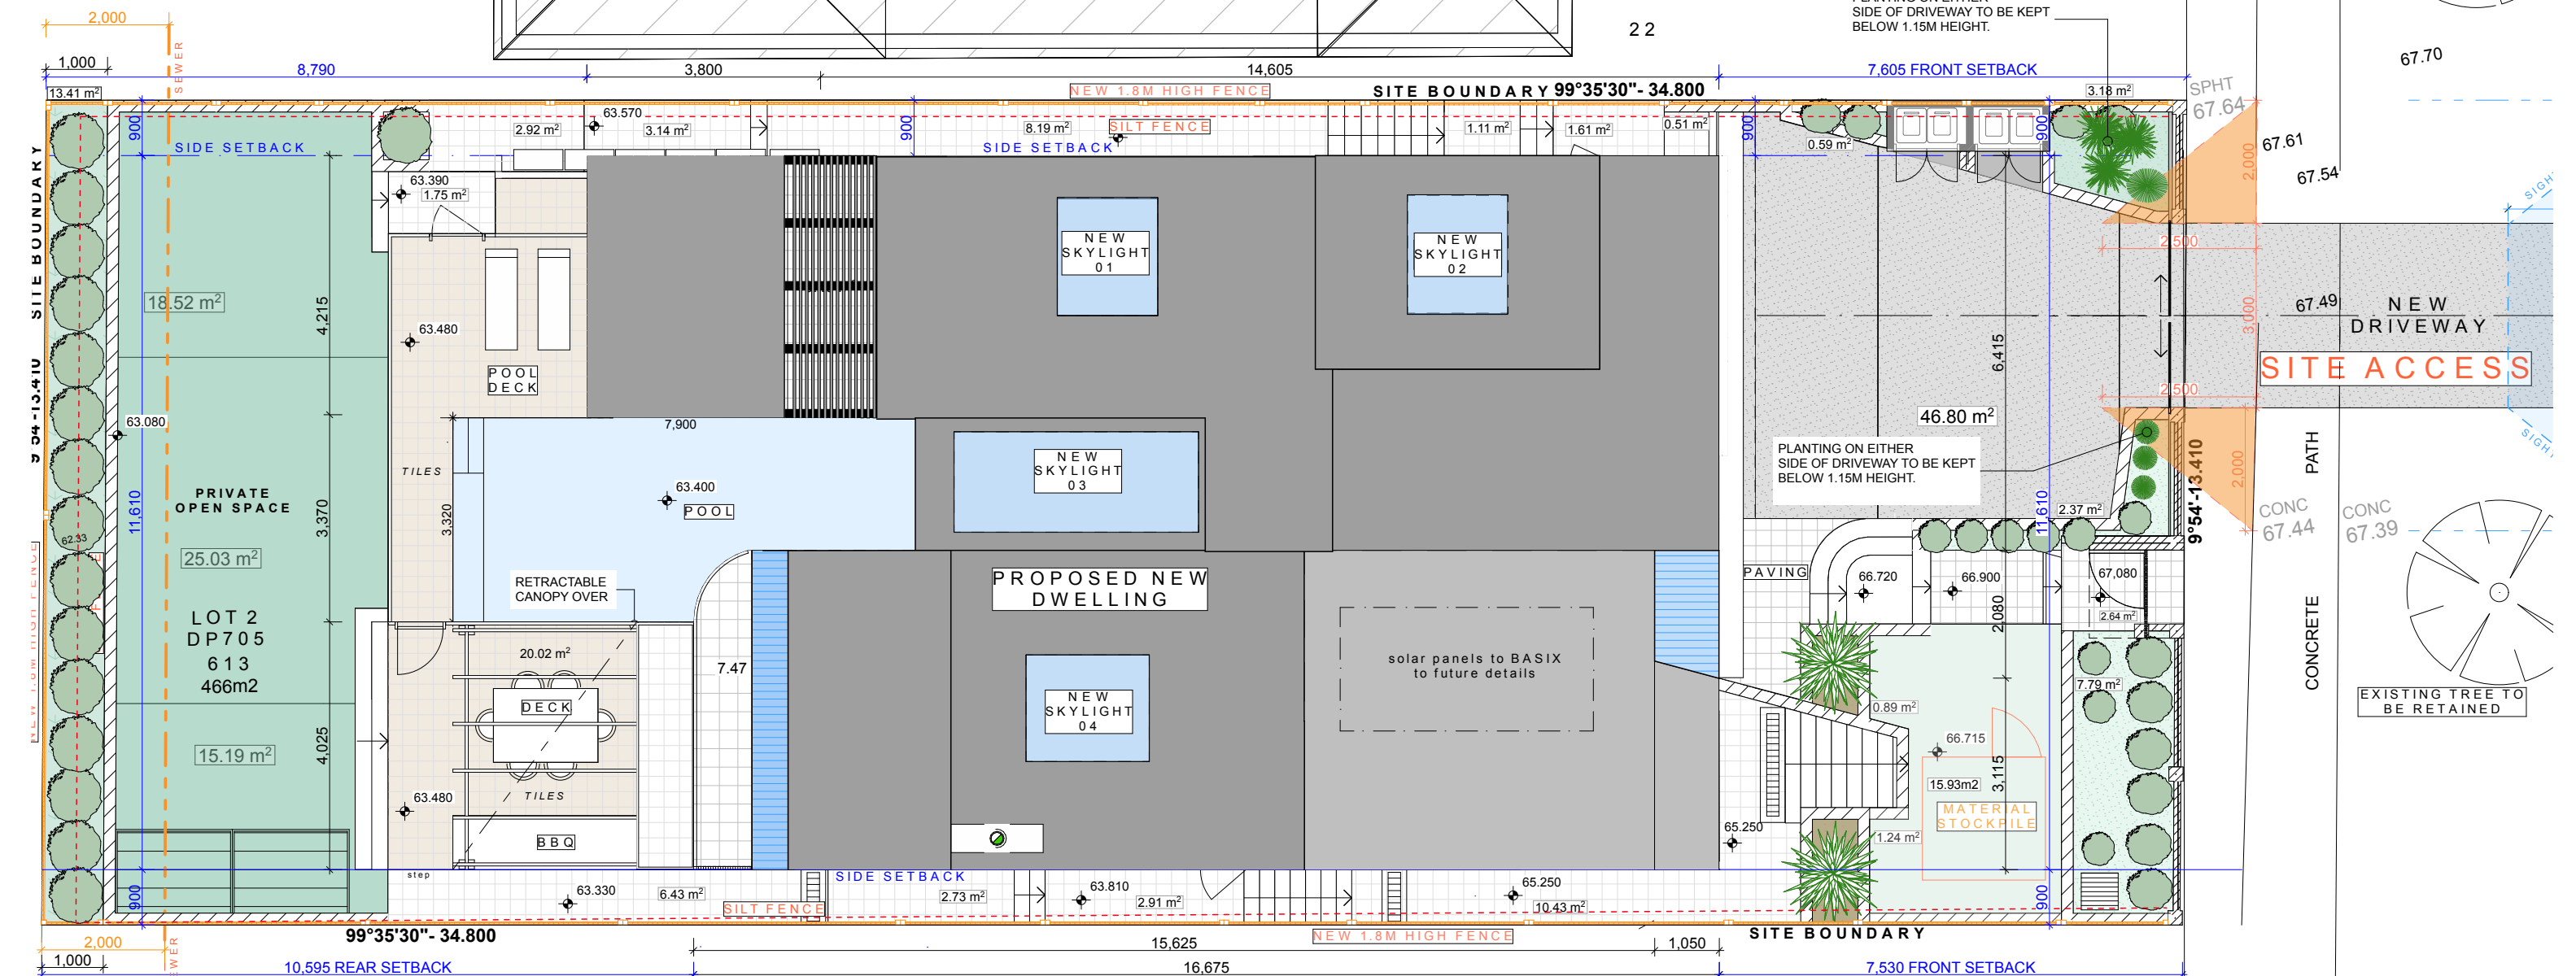 2,000
SEWER
1,000
8,790
3,800
14,605
22
SIDE OF DRIVEWAY TO BE KEPT
BELOW 1.15M HEIGHT.
7,605 FRONT SETBACK
67.70
13.41 m²
NEW 1.8M HIGH FENCE
SITE BOUNDARY 99°35'30"- 34.800
3.18 m²
SPHT
67.64
900
SIDE SETBACK
2.92 m²
63.570
3.14 m²
900
8.19 m²
SILT FENCE
SIDE SETBACK
1.11 m²
1.61 m²
0.51 m²
900
0.59 m²
900
67.61
67.54
2,000
SITE BOUNDARY
63.390
1.75 m²
NEW
SKYLIGHT
01
NEW
SKYLIGHT
02
2,500
18.52 m²
4,215
63.480
POOL
DECK
6,415
3,000
67.49
NEW
DRIVEWAY
SITE ACCESS
2,500
46.80 m²
63.080
7,900
TILES
NEW
SKYLIGHT
03
PLANTING ON EITHER
SIDE OF DRIVEWAY TO BE KEPT
BELOW 1.15M HEIGHT.
2,000
9°54'-13.410
PATH
PRIVATE
OPEN SPACE
11,610
3,370
3,320
63.400
POOL
11,610
2.37 m²
CONC
67.44
CONC
67.39
62.33
25.03 m²
RETRACTABLE
CANOPY OVER
PROPOSED NEW
DWELLING
PAVING
66.720
66.900
67,080
2.64 m²
2,080
LOT 2
DP705
613
466m2
20.02 m²
7.47
solar panels to BASIX
to future details
CONCRETE
7.79 m²
EXISTING TREE TO
BE RETAINED
DECK
NEW
SKYLIGHT
04
0.89 m²
66.715
15.19 m²
4,025
63.480
TILES
15.93m2
3,115
MATERIAL
STOCKPILE
BBQ
65.250
1.24 m²
step
SIDE SETBACK
900
63.330
6.43 m²
SILT FENCE
2.73 m²
63.810
2.91 m²
65.250
10.43 m²
900
99°35'30"- 34.800
NEW 1.8M HIGH FENCE
SITE BOUNDARY
2,000
1,000
15,625
1,050
10,595 REAR SETBACK
16,675
7,530 FRONT SETBACK